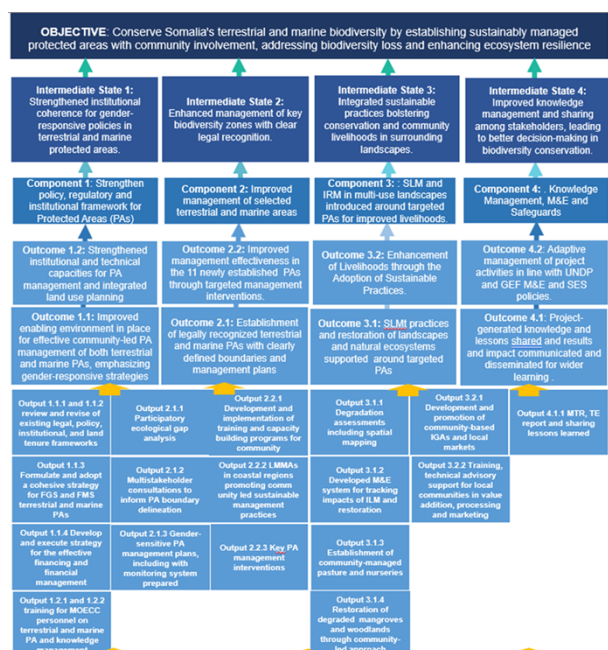 OBJECTIVE: Conserve Somalia's terrestrial and marine biodiversity by establishing sustainably managed
protected areas with community involvement, addressing biodiversity loss and enhancing ecosystem resilience
Intermediate State 1:
Strengthened institutional
coherence for gender-
responsive policies in
terrestrial and marine
protected areas.
Intermediate State 2:
Enhanced management of
key biodiversity zones with
clear legal recognition.
Intermediate State 3:
Integrated sustainable
practices bolstering
conservation and community
livelihoods in surrounding
landscapes.
Intermediate State 4:
Improved knowledge
management and sharing
among stakeholders, leading
to better decision-making in
biodiversity conservation.
Component 1: Strengthen
policy, regulatory and
institutional framework for
Protected Areas (PAs)
Component 2: Improved
management of selected
terrestrial and marine areas
Component 3: : SLM and
IRM in multi-use landscapes
introduced around targeted
PAs for improved livelihoods.
Component 4: . Knowledge
Management, M&E and
Safeguards
Outcome 1.2: Strengthened
institutional and technical
capacities for PA
management and integrated
land use planning
Outcome 2.2: Improved
management effectiveness in
the 11 newly established PAs
through targeted management
interventions.
Outcome 3.2: Enhancement
of Livelihoods through the
Adoption of Sustainable
Practices.
Outcome 4.2: Adaptive
management of project
activities in line with UNDP
and GEF M&E and SES
policies.
Outcome 1.1: Improved
enabling environment in place
for effective community-led PA
management of both terrestrial
and marine PAs, emphasizing
gender-responsive strategies
Outcome 2.1: Establishment
of legally recognized terrestrial
and marine PAs with clearly
defined boundaries and
management plans
Outcome 3.1: SLMI practices
and restoration of landscapes
and natural ecosystems
supported around targeted
PAs
Outcome 4.1: Project-
generated knowledge and
lessons shared and results
and impact communicated and
disseminated for wider
learning .
Output 1.1.1 and 1.1.2
review and revise of
existing legal, policy,
institutional, and land
tenure frameworks
Output 2.1.1
Participatory
ecological gap
analysis
Output 2.2.1
Development and
implementation of
training and capacity
building programs for
community
Output 3.1.1
Degradation
assessments
including spatial
mapping
Output 3.2.1
Development and
promotion of
community-based
IGAs and local
markets
Output 4.1.1 MTR, TE
report and sharing
lessons learned
Output 1.1.3
Formulate and adopt
a cohesive strategy
for FGS and FMS
terrestrial and marine
PAs
Output 2.1.2
Multistakeholder
consultations to
inform PA boundary
delineation
Output 2.2.2 LMMAs
in coastal regions
promoting comm
unity led sustainable
management
practices
Output 3.1.2
Developed M&E
system for tracking
impacts of ILM and
restoration
Output 3.2.2 Training,
technical advisory
support for local
communities in value
addition, processing
and marketing
Output 1.1.4 Develop
and execute strategy
for the effective
financing and
financial
management
Output 2.1.3 Gender-
sensitive PA
management plans,
including with
monitoring system
prepared
Output 2.2.3 Key PA
management
interventions
Output 3.1.3
Establishment of
community-managed
pasture and nurseries
Output 1.2.1 and 1.2.2
training for MOECC
personnel on
terrestrial and marine
PA and knowledge
management
Output 3.1.4
Restoration of
degraded mangroves
and woodlands
through community-
led approach